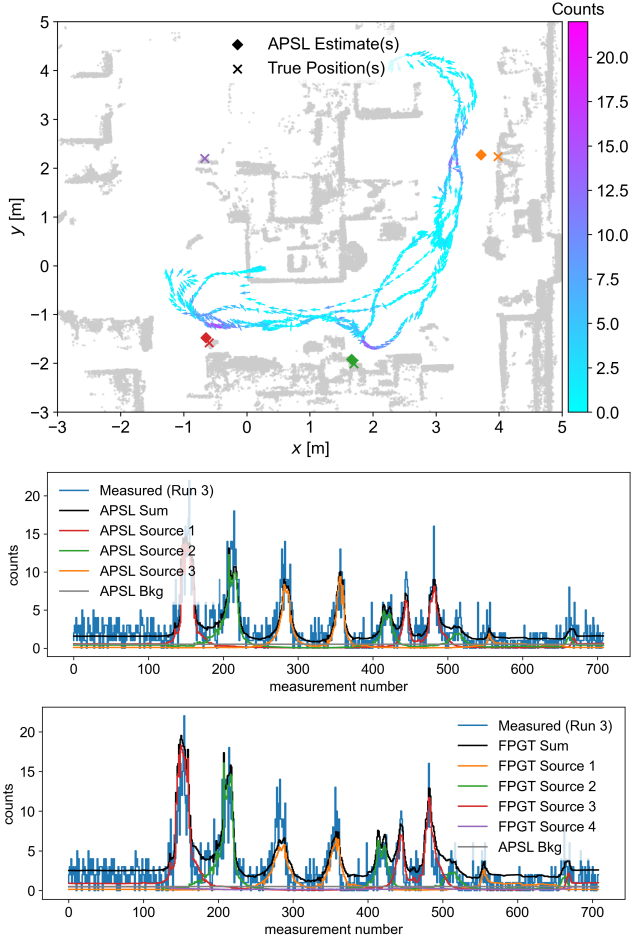 Counts
APSL Estimate(s)
True Position(s)
5
4
3
2
1
0
−1
−2
−3
y [m]
−3 −2 −1 0 1 2 3 4 5
x [m]
20.0
17.5
15.0
12.5
10.0
7.5
5.0
2.5
0.0
Measured (Run 3)
APSL Sum
APSL Source 1
APSL Source 2
APSL Source 3
APSL Bkg
20
15
10
5
0
counts
0 100 200 300 400 500 600 700
measurement number
Measured (Run 3)
FPGT Sum
FPGT Source 1
FPGT Source 2
FPGT Source 3
FPGT Source 4
APSL Bkg
20
15
10
5
0
counts
0 100 200 300 400 500 600 700
measurement number